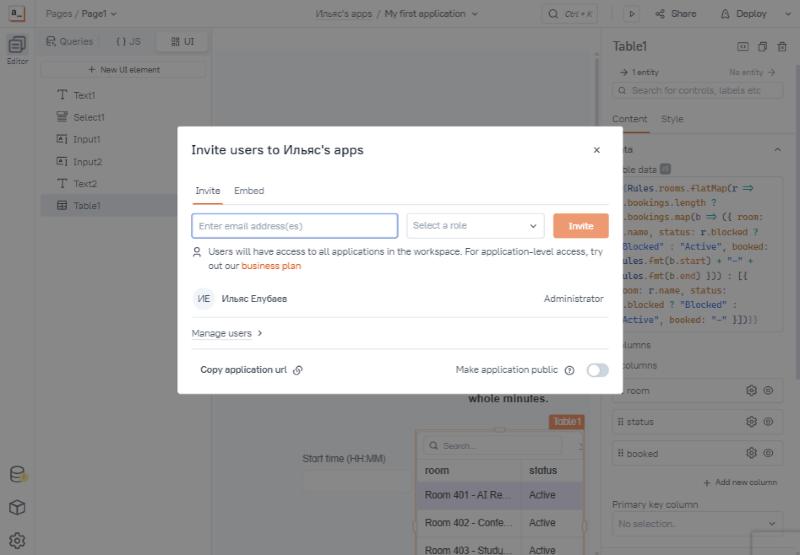 a_
Pages / Page1
Ильяс's apps / My first application
Ctrl + K
Share
Deploy
Editor
Queries
{ } JS
UI
+ New UI element
Text1
Select1
Input1
Input2
Text2
Table1
Invite users to Ильяс's apps
Invite
Embed
Enter email address(es)
Select a role
Invite
Users will have access to all applications in the workspace. For application-level access, try
out our business plan
ИЕ
Ильяс Елубаев
Administrator
Manage users
Copy application url
Make application public
whole minutes.
Table1
Start time (HH:MM)
Search...
room
status
Room 401 - AI Re...
Active
Room 402 - Confe...
Active
Room 403 - Study...
Active
Table1
→ 1 entity
No entity →
Search for controls, labels etc
Content
Style
ata
ble data
(Rules.rooms.flatMap(r =>
.bookings.length ?
.bookings.map(b => ({ room:
.name, status: r.blocked ?
"Blocked" : "Active", booked:
ules.fmt(b.start) + "–" +
ules.fmt(b.end) })) : [{
oom: r.name, status:
.blocked ? "Blocked" :
Active", booked: "–" }])}}
lumns
columns
room
status
booked
+ Add new column
Primary key column
No selection.